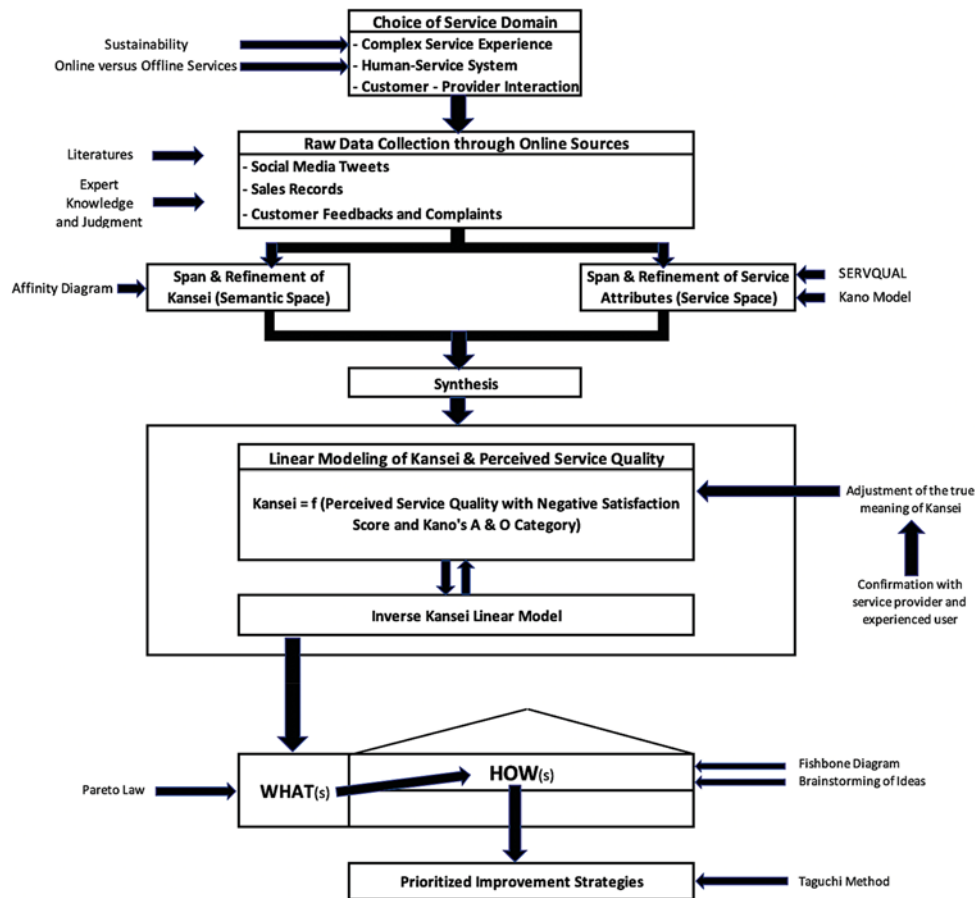 Choice of Service Domain
Sustainability
- Complex Service Experience
Online versus Offline Services
- Human-Service System
- Customer - Provider Interaction
Raw Data Collection through Online Sources
Literatures
- Social Media Tweets
- Sales Records
- Customer Feedbacks and Complaints
Expert
Knowledge
and Judgment
Affinity Diagram
Span & Refinement of
Kansei (Semantic Space)
Span & Refinement of Service
Attributes (Service Space)
SERVQUAL
Kano Model
Synthesis
Linear Modeling of Kansei & Perceived Service Quality
Kansei = f (Perceived Service Quality with Negative Satisfaction
Score and Kano's A & O Category)
Adjustment of the true
meaning of Kansei
Inverse Kansei Linear Model
Confirmation with
service provider and
experienced user
Pareto Law
WHAT(s)
HOW(s)
Fishbone Diagram
Brainstorming of Ideas
Prioritized Improvement Strategies
Taguchi Method